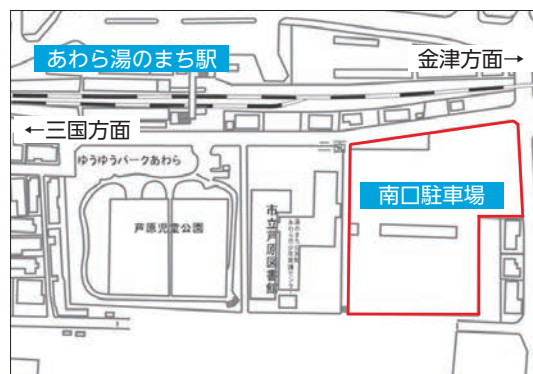 あわら湯のまち駅
金津方面→
←三国方面
ゆうゆうパークあわら
南口駐車場
芦原児童公園
市立芦原図書館